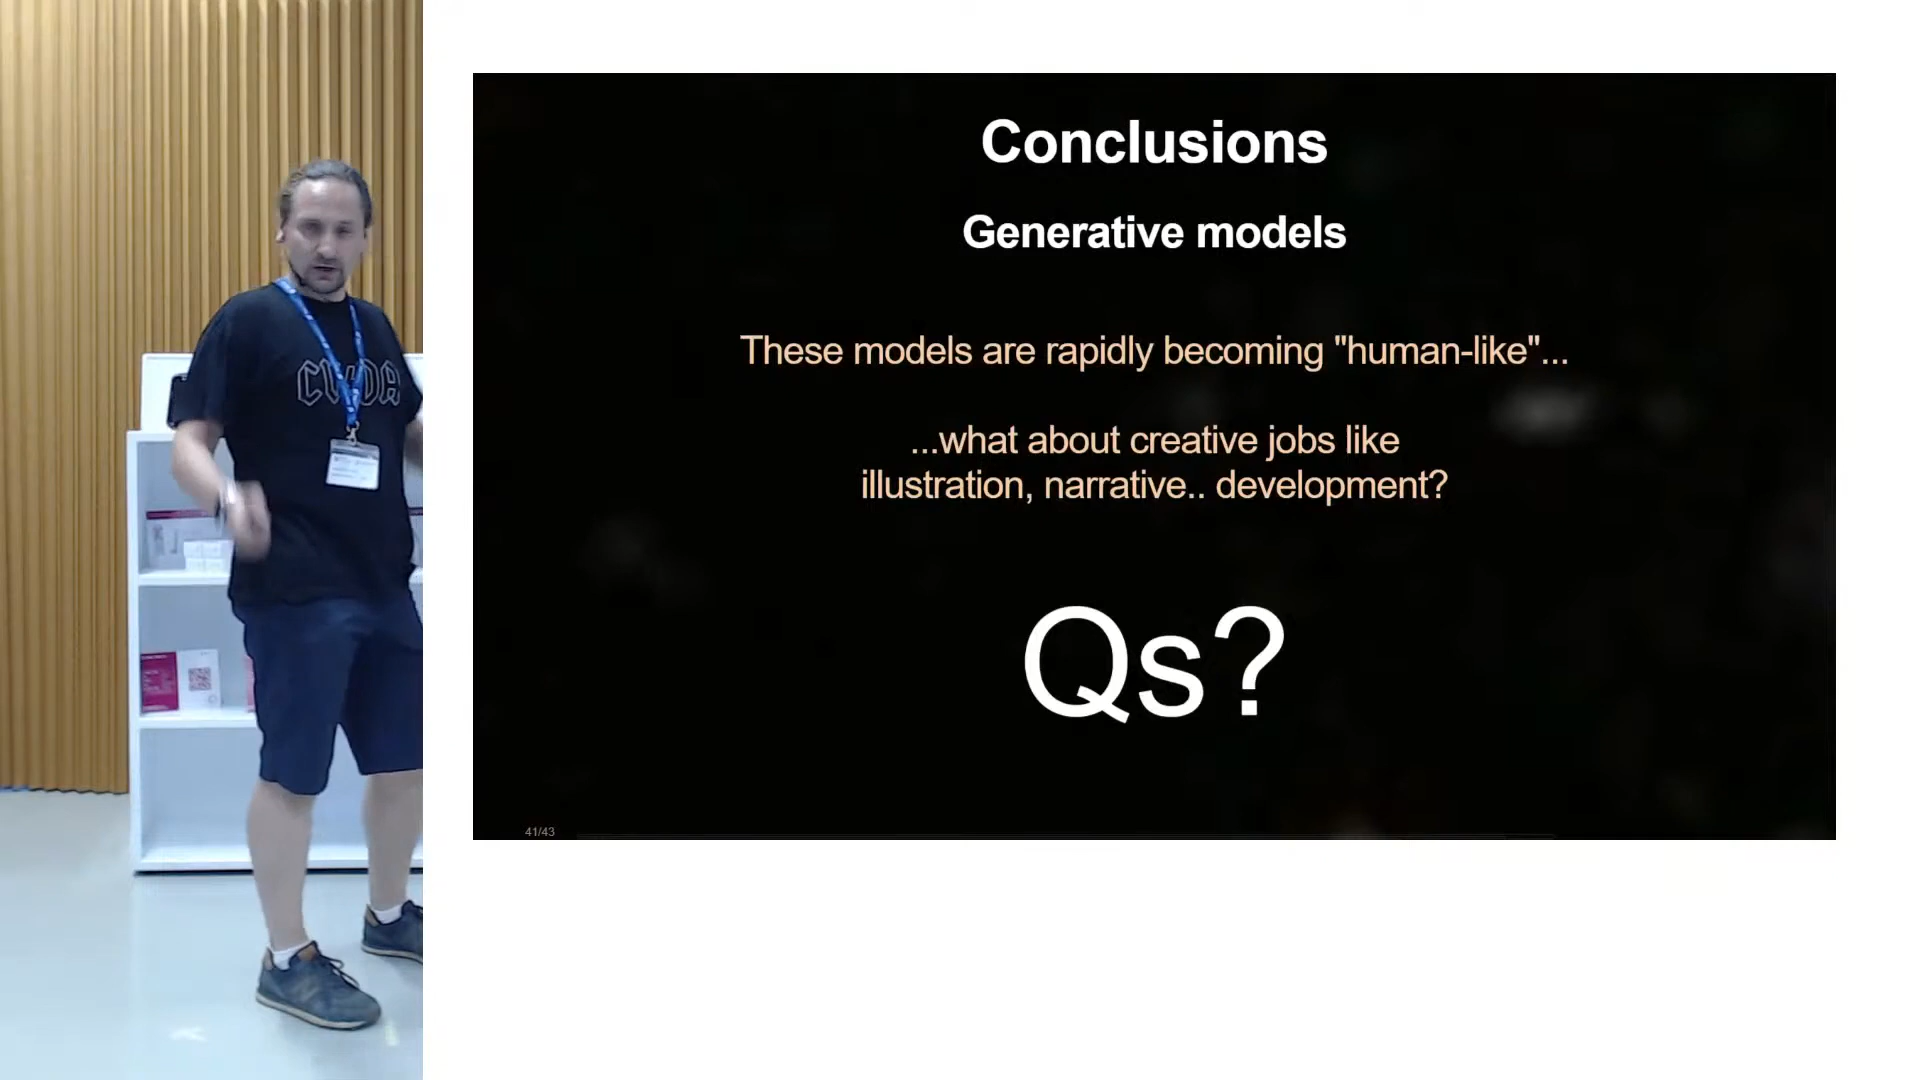 Conclusions
Generative models
These models are rapidly becoming "human-like"...
...what about creative jobs like
illustration, narrative.. development?
Qs?
41/43
CUDA